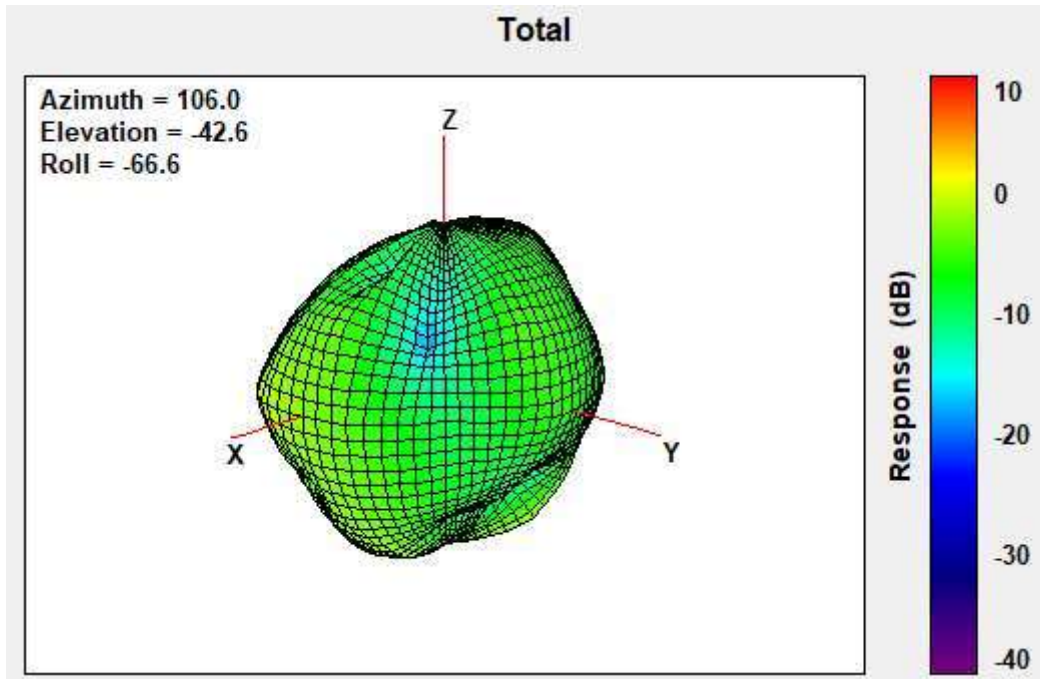 Total
Azimuth = 106.0
Elevation = -42.6
Roll = -66.6
Z
X
Y
Response (dB)
10
0
-10
-20
-30
-40